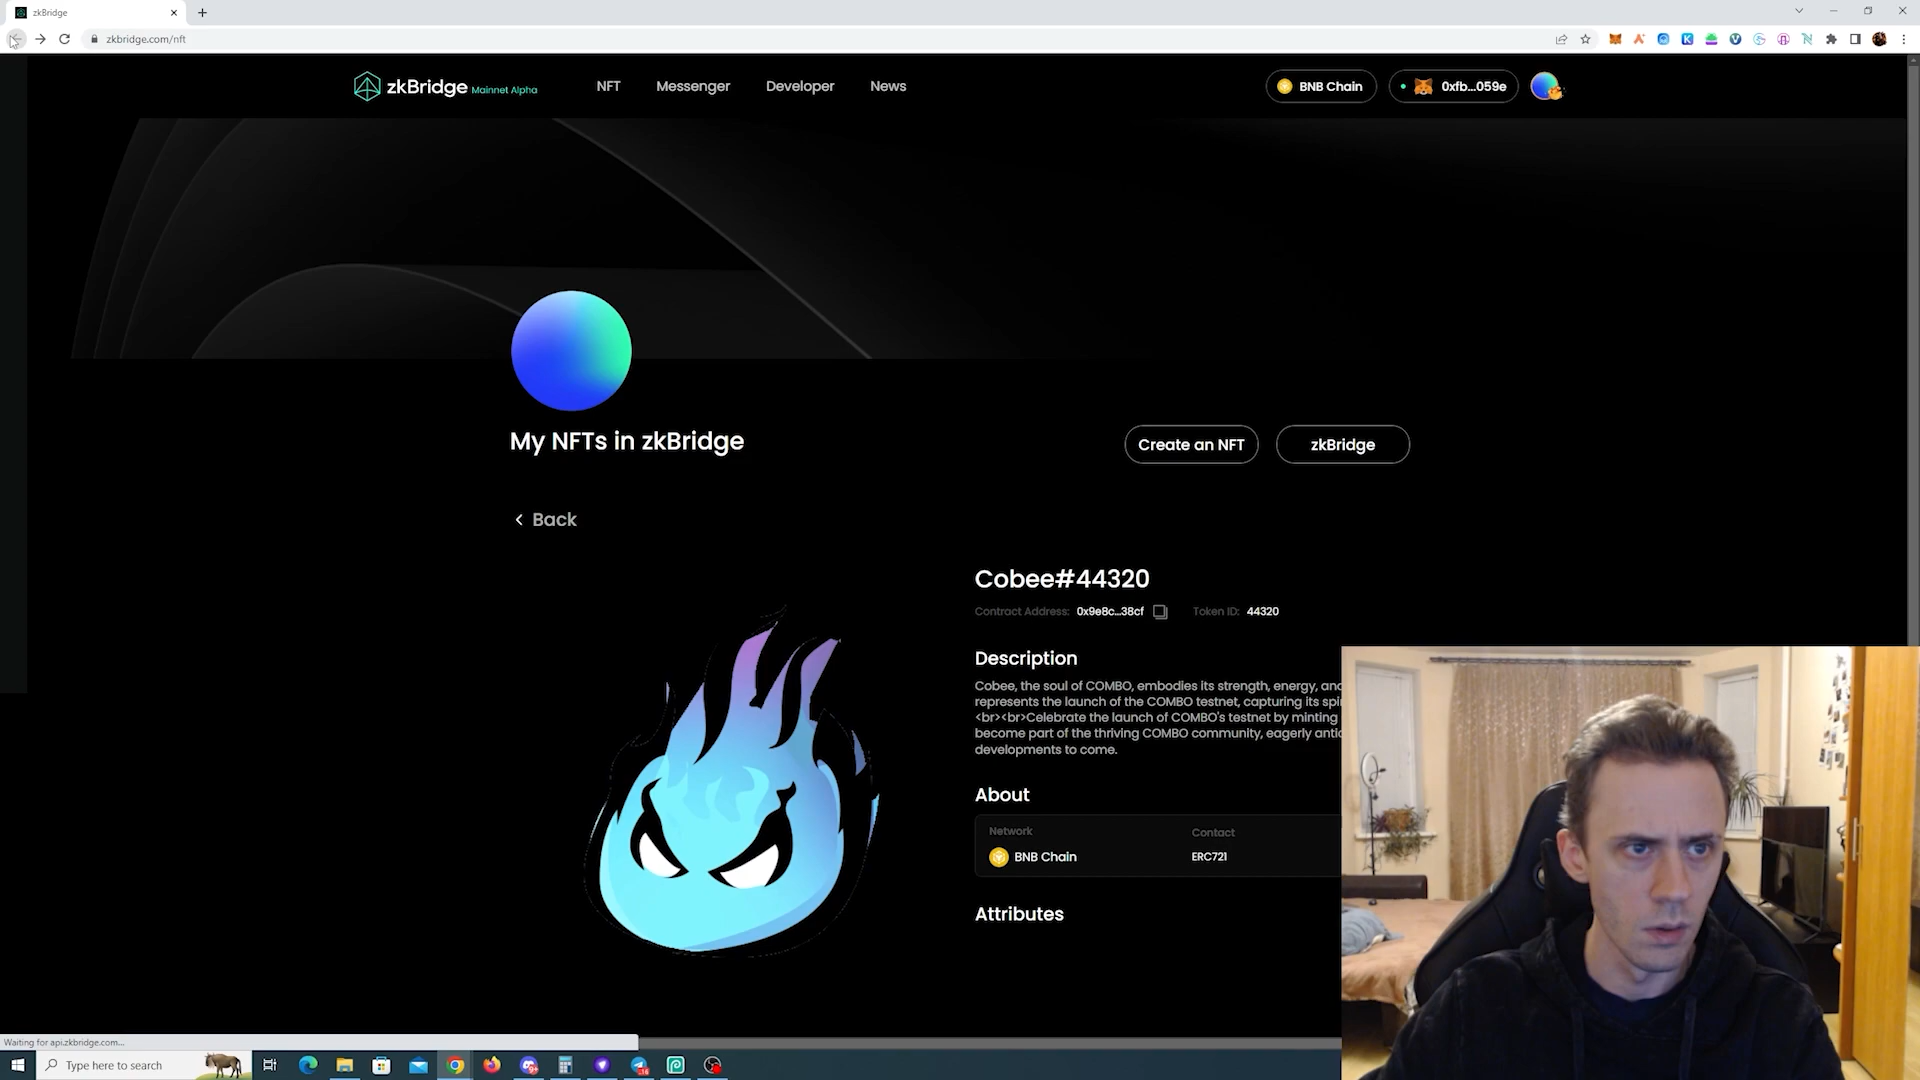 zkBridge
zkbridge.com/nft
zkBridge Mainnet Alpha
NFT
Messenger
Developer
News
BNB Chain
0xfb...059e
My NFTs in zkBridge
Create an NFT
zkBridge
Back
Cobee#44320
Contract Address: 0x9e8c...38cf
Token ID: 44320
Description
Cobee, the soul of COMBO, embodies its strength, energy, and
represents the launch of the COMBO testnet, capturing its
<br><br>Celebrate the launch of COMBO's testnet by minting
become part of the thriving COMBO community, eagerly
developments to come.
About
Network
Contact
BNB Chain
ERC721
Attributes
Waiting for api.zkbridge.com...
Type here to search